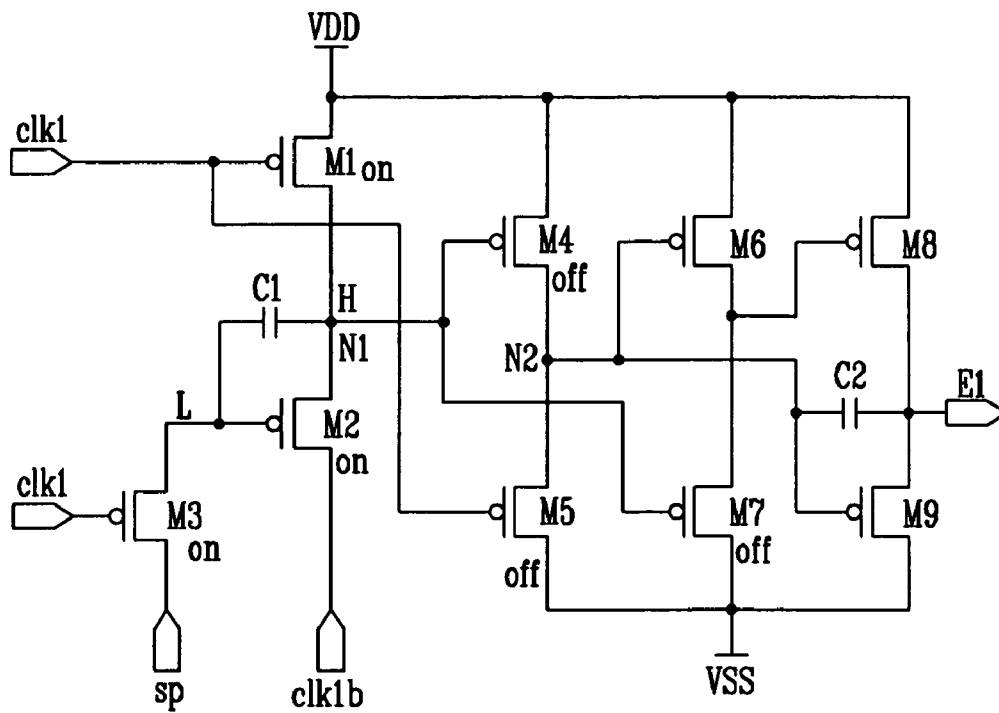 VDD
clk1
M1 on
M4
off
M6
M8
C1
H
N1
N2
C2
E1
L
M2
on
clk1
M3
on
M5
off
M7
off
M9
sp
clk1b
VSS